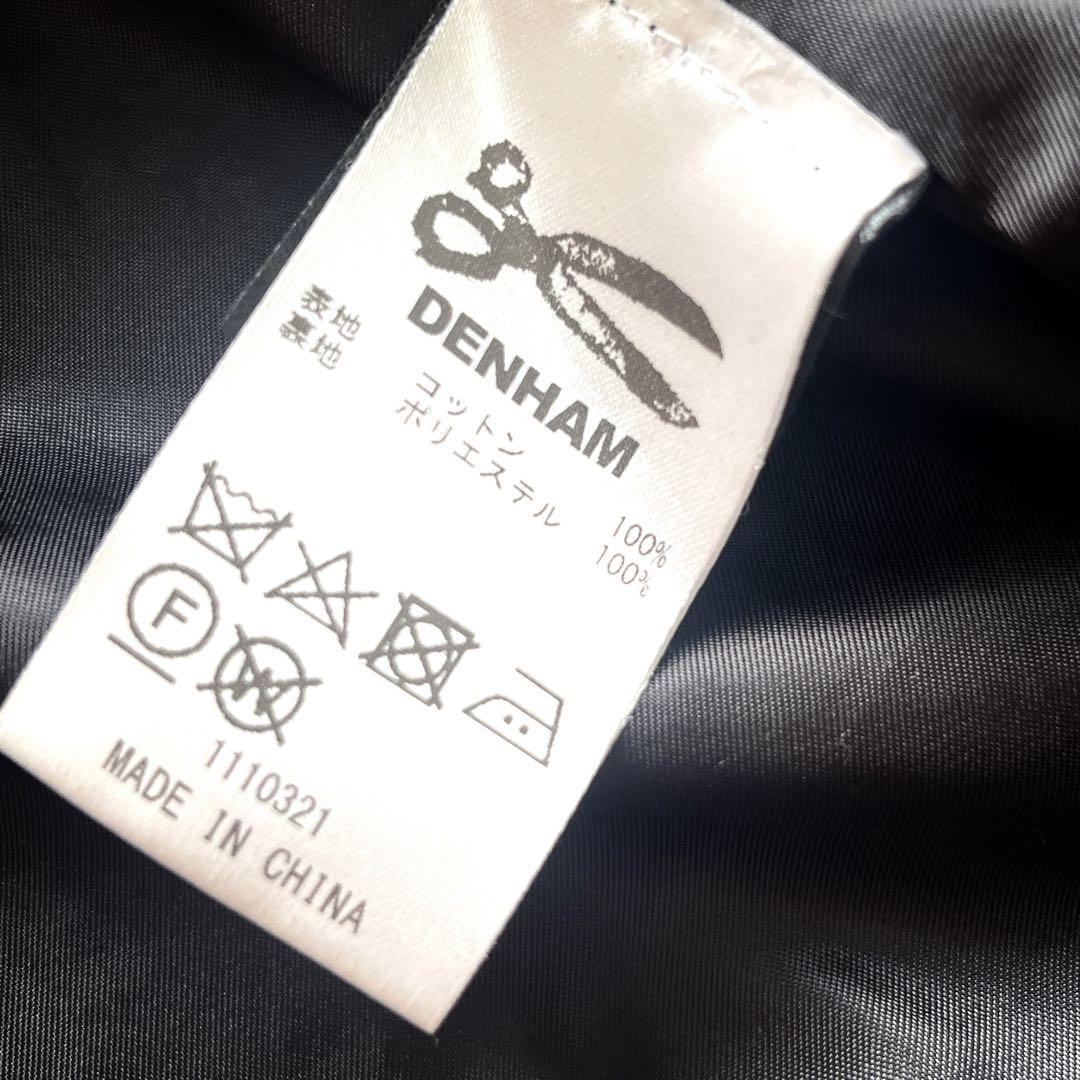 DENHAM
表地 コットン 100%
裏地 ポリエステル 100%
F
W
1110321
MADE IN CHINA